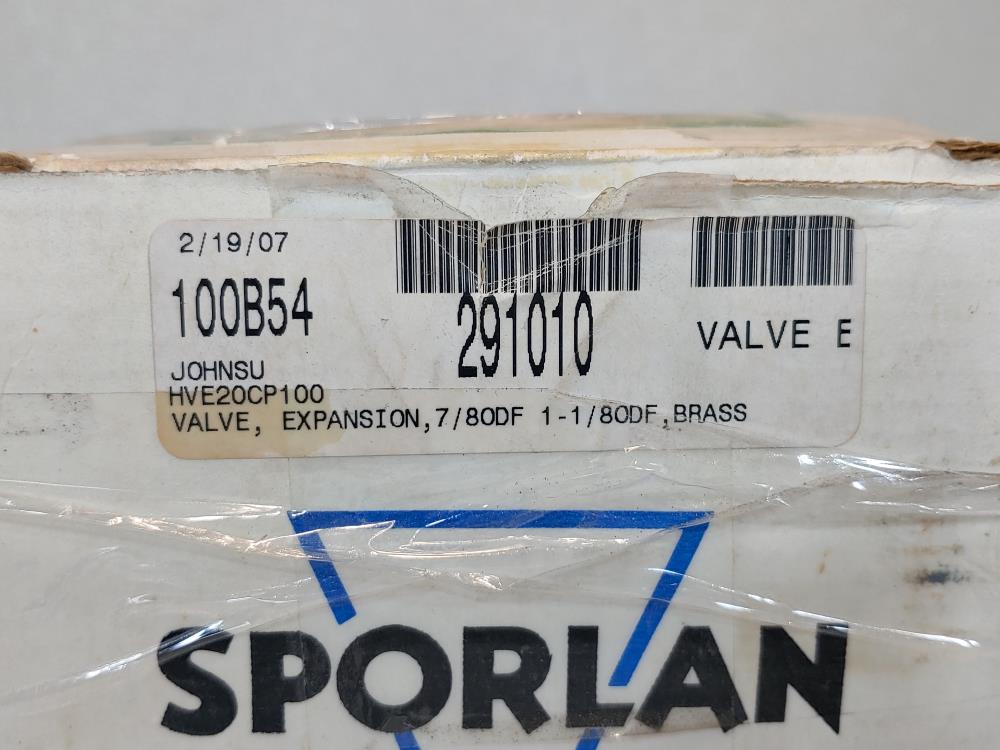 2/19/07
100B54 291010 VALVE E
JOHNSU
HVE20CP100
VALVE, EXPANSION,7/8ODF 1-1/8ODF,BRASS
SPORLAN